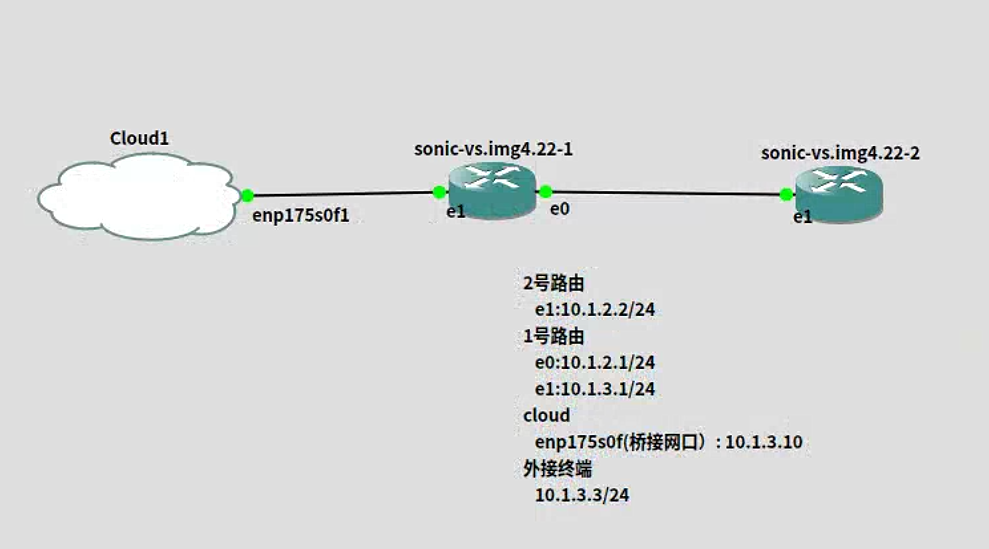 Cloud1
sonic-vs.img4.22-1
sonic-vs.img4.22-2
enp175s0f1
e1
e0
e1
2号路由
e1:10.1.2.2/24
1号路由
e0:10.1.2.1/24
e1:10.1.3.1/24
cloud
enp175s0f(桥接网口）: 10.1.3.10
外接终端
10.1.3.3/24